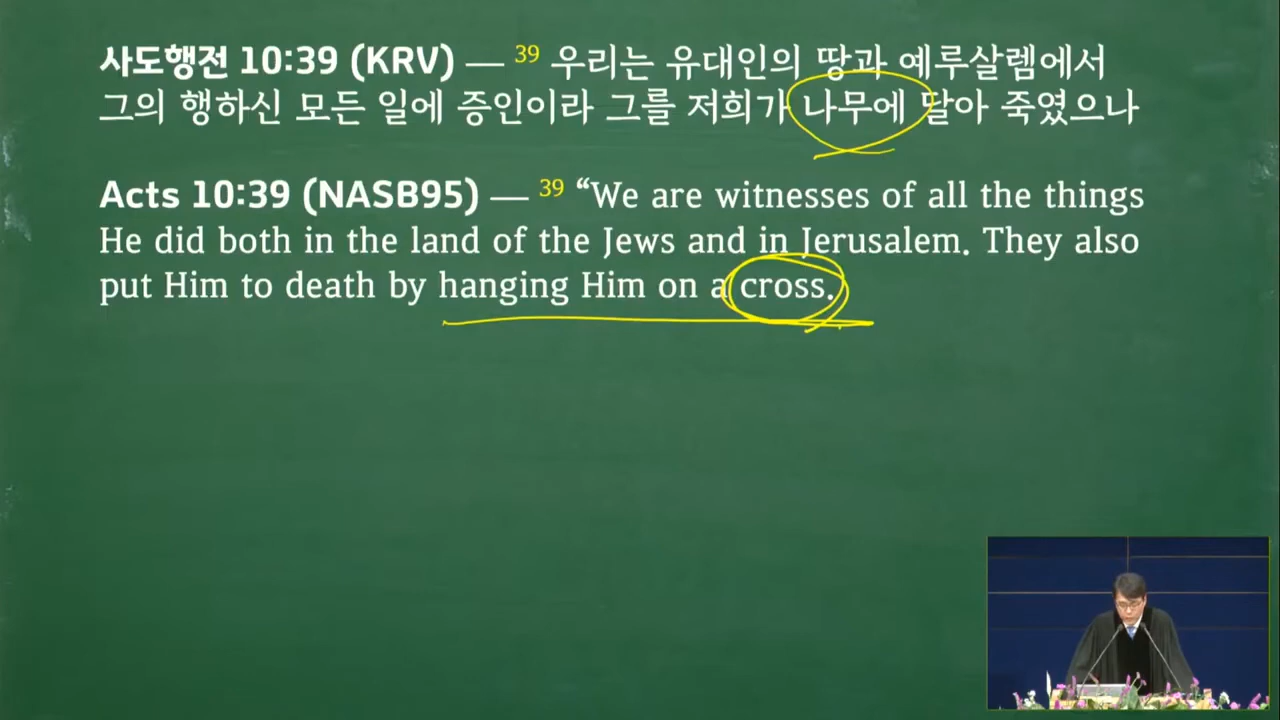 사도행전 10:39 (KRV) — 39 우리는 유대인의 땅과 예루살렘에서
그의 행하신 모든 일에 증인이라 그를 저희가 나무에 달아 죽였으나
Acts 10:39 (NASB95) — 39 “We are witnesses of all the things
He did both in the land of the Jews and in Jerusalem. They also
put Him to death by hanging Him on a cross.